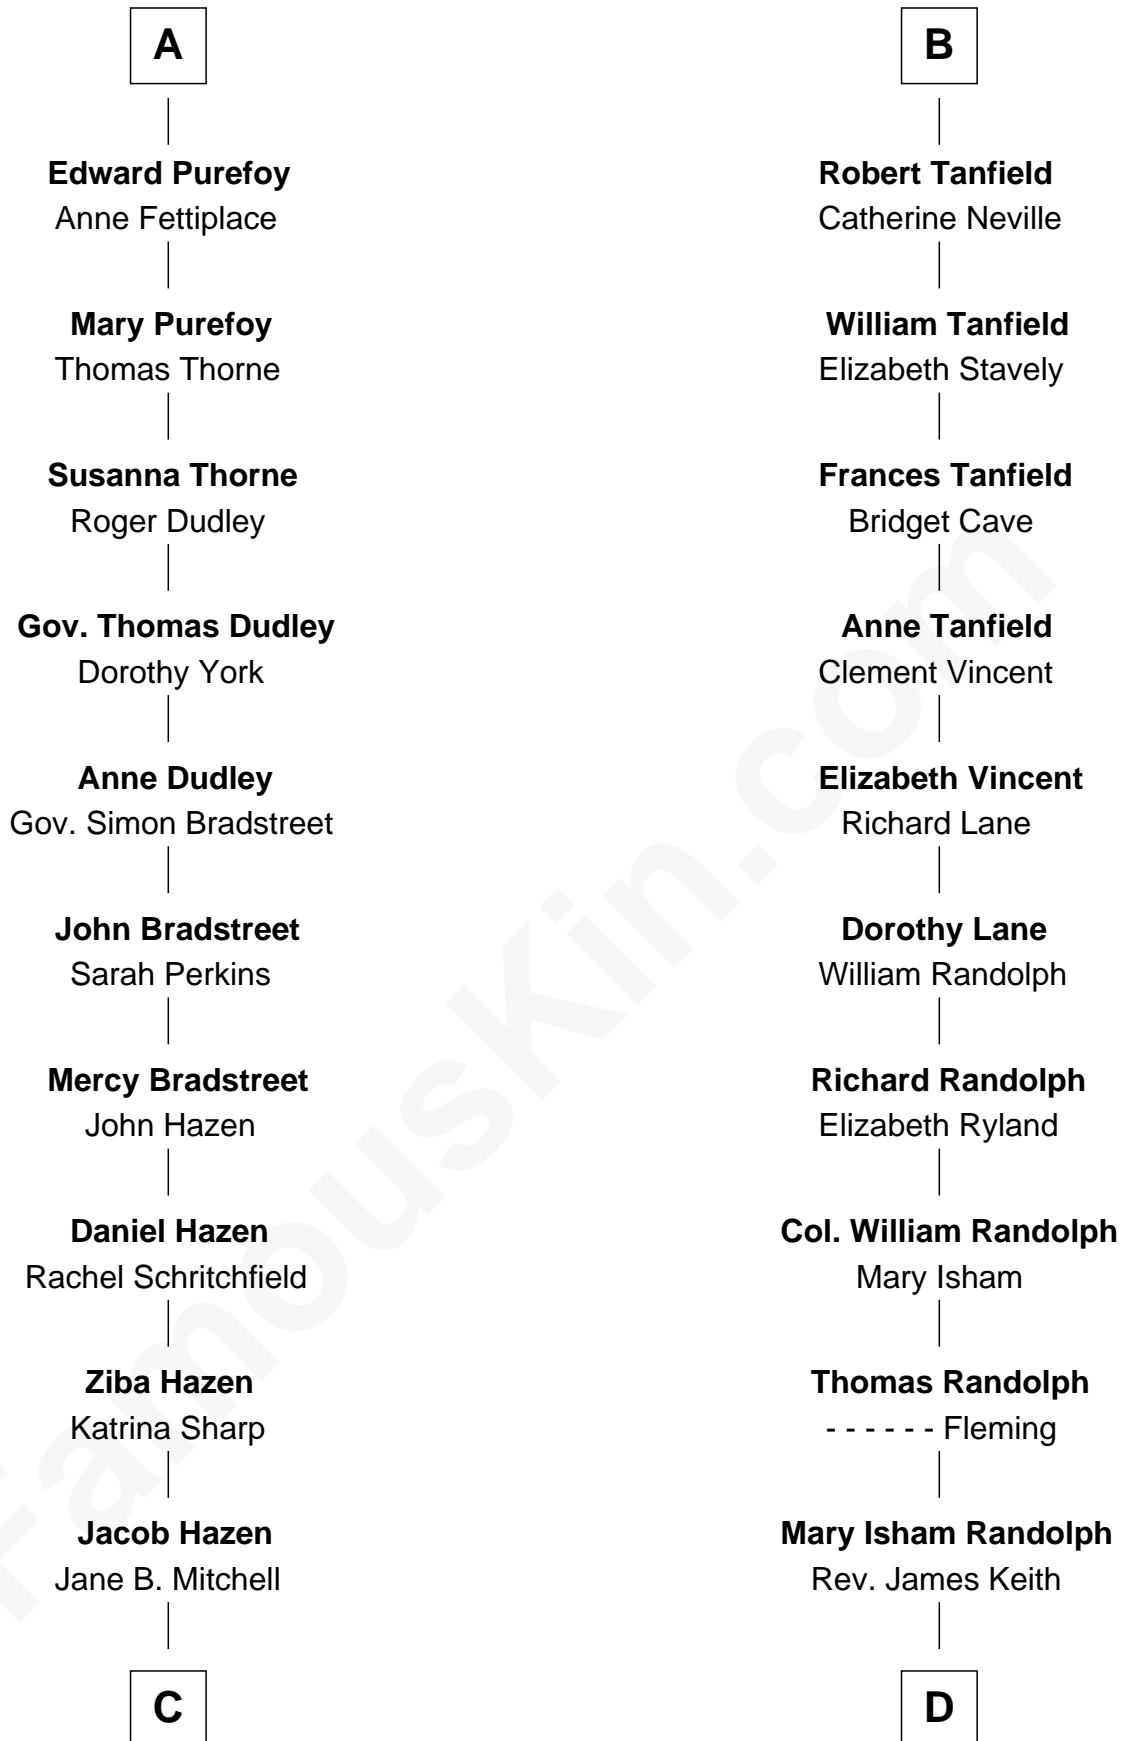 A
Edward Purefoy
Anne Fettiplace
Mary Purefoy
Thomas Thorne
Susanna Thorne
Roger Dudley
Gov. Thomas Dudley
Dorothy York
Anne Dudley
Gov. Simon Bradstreet
John Bradstreet
Sarah Perkins
Mercy Bradstreet
John Hazen
Daniel Hazen
Rachel Schritchfield
Ziba Hazen
Katrina Sharp
Jacob Hazen
Jane B. Mitchell
C
B
Robert Tanfield
Catherine Neville
William Tanfield
Elizabeth Stavely
Frances Tanfield
Bridget Cave
Anne Tanfield
Clement Vincent
Elizabeth Vincent
Richard Lane
Dorothy Lane
William Randolph
Richard Randolph
Elizabeth Ryland
Col. William Randolph
Mary Isham
Thomas Randolph
- - - - - - Fleming
Mary Isham Randolph
Rev. James Keith
D
FamousKin.com